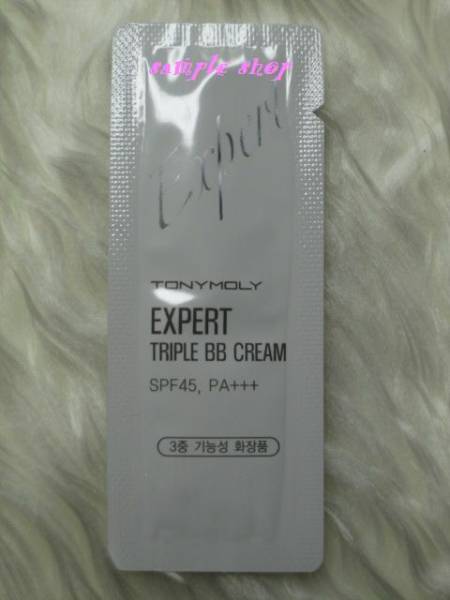 sample shop
Expert
TONYMOLY
EXPERT
TRIPLE BB CREAM
SPF45, PA+++
3중 기능성 화장품